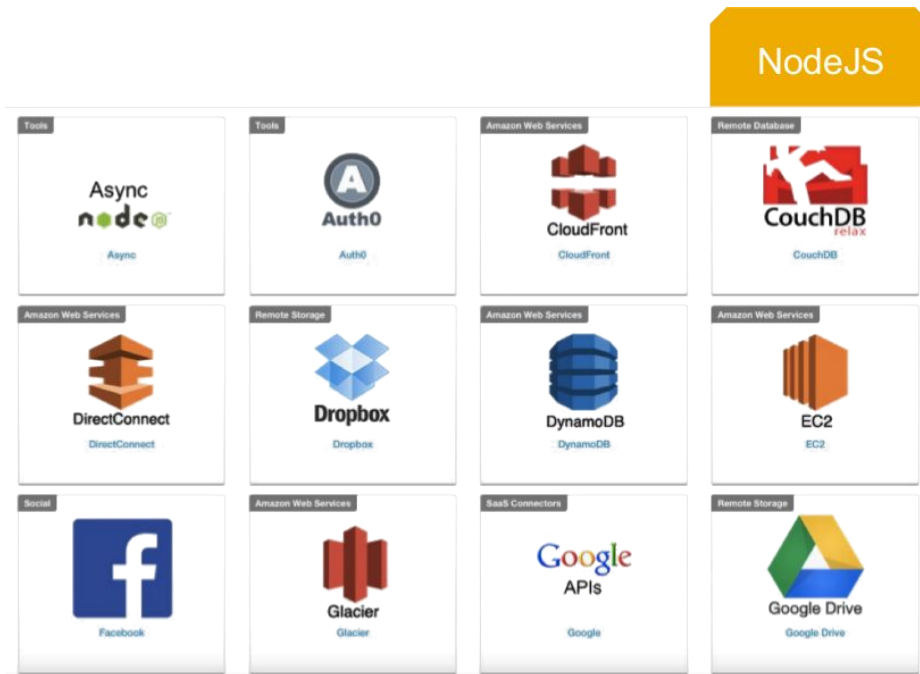 NodeJS
Tools
Tools
Amazon Web Services
Remote Database
Async
node
JS
Auth0
CloudFront
CouchDB
relax
Async
Auth0
CloudFront
CouchDB
Amazon Web Services
Remote Storage
Amazon Web Services
Amazon Web Services
DirectConnect
Dropbox
DynamoDB
EC2
DirectConnect
Dropbox
DynamoDB
EC2
Social
Amazon Web Services
SaaS Connectors
Remote Storage
f
Glacier
Google
APIs
Google Drive
Facebook
Glacier
Google
Google Drive